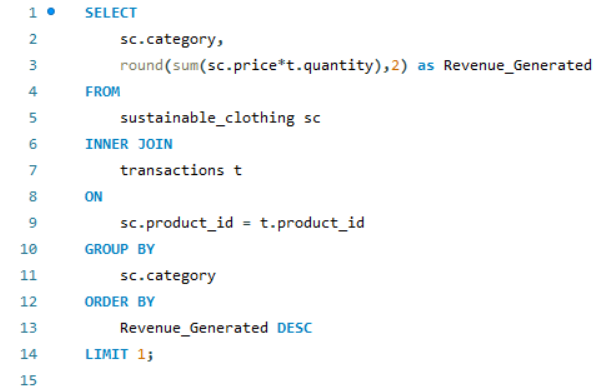 1 SELECT
2 sc.category,
3 round(sum(sc.price*t.quantity),2) as Revenue_Generated
4 FROM
5 sustainable_clothing sc
6 INNER JOIN
7 transactions t
8 ON
9 sc.product_id = t.product_id
10 GROUP BY
11 sc.category
12 ORDER BY
13 Revenue_Generated DESC
14 LIMIT 1;
15